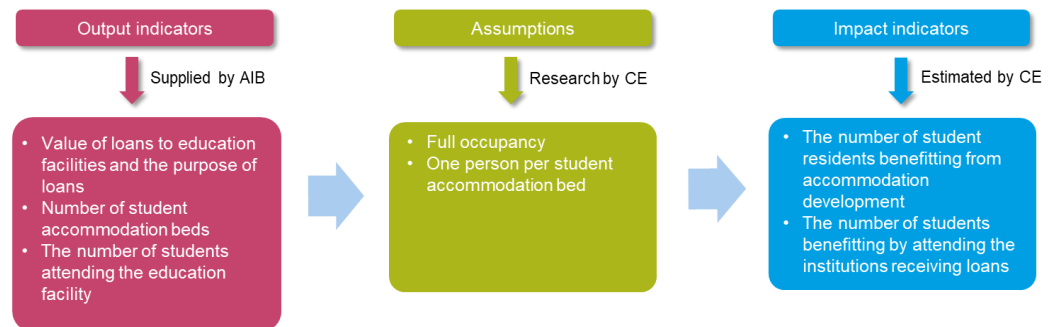 Output indicators
Assumptions
Impact indicators
Supplied by AIB
Research by CE
Estimated by CE
• Value of loans to education
facilities and the purpose of
loans
• Number of student
accommodation beds
• The number of students
attending the education
facility
• Full occupancy
• One person per student
accommodation bed
• The number of student
residents benefitting from
accommodation
development
• The number of students
benefitting by attending the
institutions receiving loans